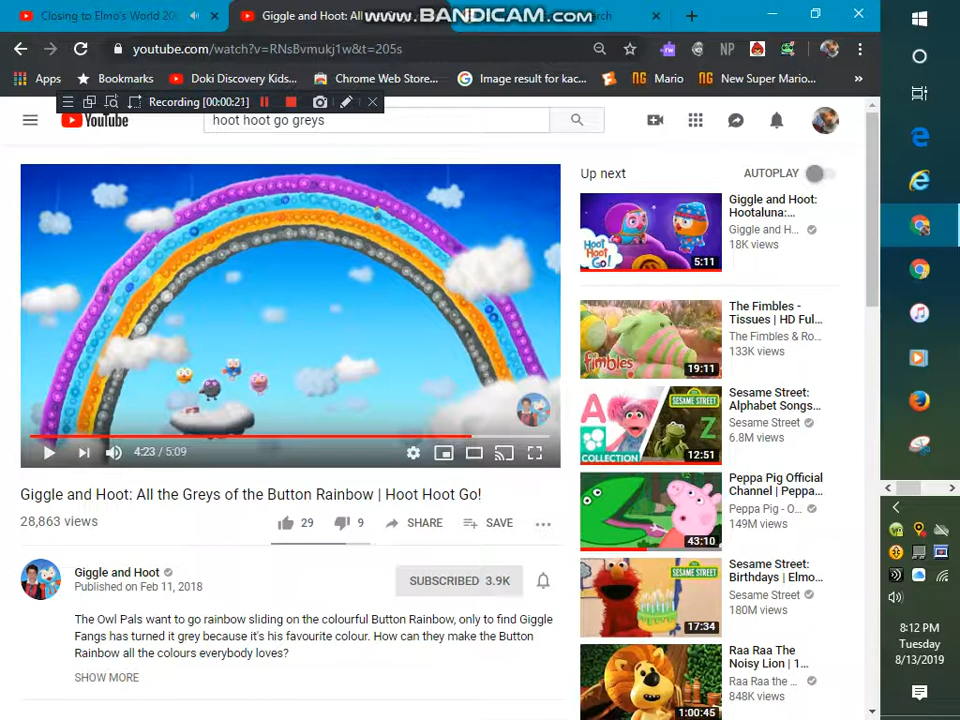 Closing to Elmo's World 20
Giggle and Hoot: All
www.BANDICAM.com
rch
youtube.com/watch?v=RNsBvmukj1w&t=205s
NP
Apps
Bookmarks
Doki Discovery Kids...
Chrome Web Store...
Image result for kac...
Mario
New Super Mario...
»
Recording [00:00:21]
YouTube
hoot hoot go greys
4:23 / 5:09
Giggle and Hoot: All the Greys of the Button Rainbow | Hoot Hoot Go!
28,863 views
29
9
SHARE
SAVE
Giggle and Hoot
Published on Feb 11, 2018
SUBSCRIBED 3.9K
The Owl Pals want to go rainbow sliding on the colourful Button Rainbow, only to find Giggle
Fangs has turned it grey because it's his favourite colour. How can they make the Button
Rainbow all the colours everybody loves?
SHOW MORE
Up next
AUTOPLAY
Hoot
Hoot
Go!
5:11
Giggle and Hoot:
Hootaluna:...
Giggle and H...
18K views
fimbles
19:11
The Fimbles -
Tissues | HD Ful...
The Fimbles & Ro...
133K views
A
SESAME STREET
Z
COLLECTION
12:51
Sesame Street:
Alphabet Songs...
Sesame Street
6.8M views
43:10
Peppa Pig Official
Channel | Peppa...
Peppa Pig - O...
149M views
SESAME STREET
17:34
Sesame Street:
Birthdays | Elmo...
Sesame Street
180M views
1:00:45
Raa Raa The
Noisy Lion | 1...
Raa Raa the ...
848K views
8:12 PM
Tuesday
8/13/2019